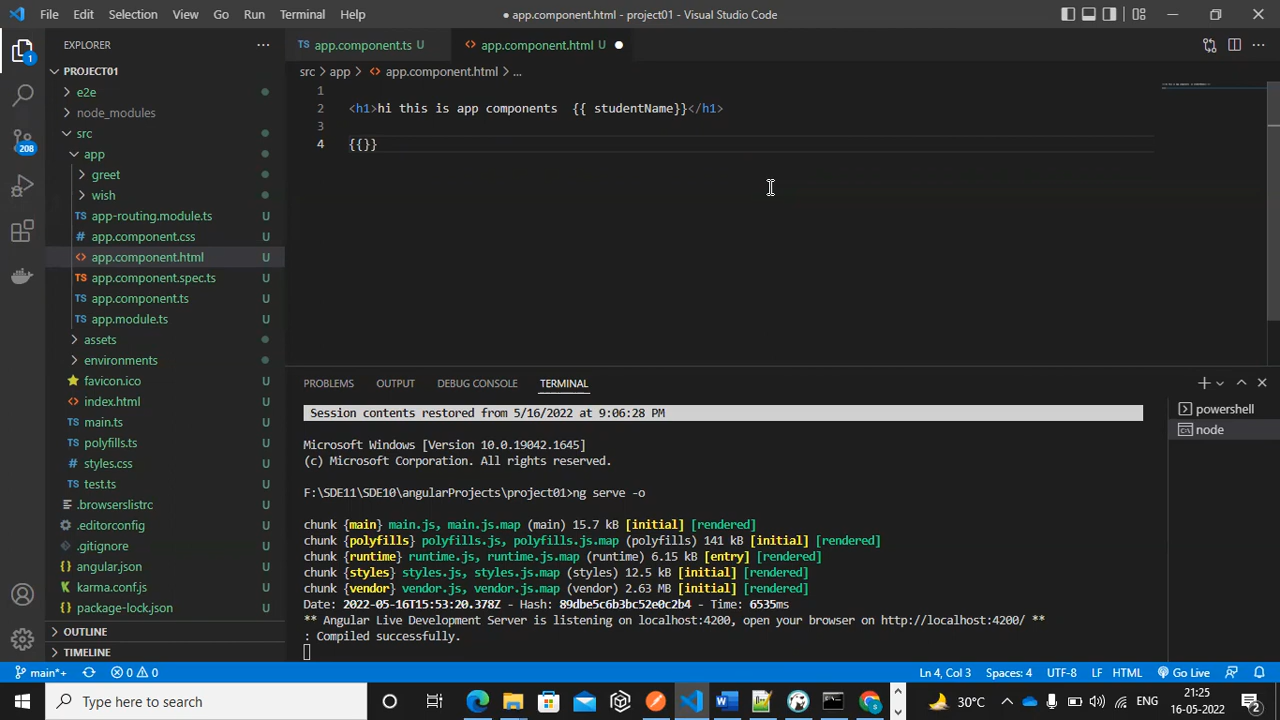 File Edit Selection View Go Run Terminal Help
● app.component.html - project01 - Visual Studio Code
EXPLORER
PROJECT01
e2e
node_modules
src
app
greet
wish
app-routing.module.ts U
app.component.css U
app.component.html U
app.component.spec.ts U
app.component.ts U
app.module.ts U
assets
environments
favicon.ico U
index.html U
main.ts U
polyfills.ts U
styles.css U
test.ts U
.browserslistrc U
.editorconfig U
.gitignore U
angular.json U
karma.conf.js U
package-lock.json U
OUTLINE
TIMELINE
1
208
TS app.component.ts U
app.component.html U
src > app > app.component.html > ...
1
2 <h1>hi this is app components  {{ studentName}}</h1>
3
4 {{}}
PROBLEMS OUTPUT DEBUG CONSOLE TERMINAL
powershell
node
Session contents restored from 5/16/2022 at 9:06:28 PM
Microsoft Windows [Version 10.0.19042.1645]
(c) Microsoft Corporation. All rights reserved.
F:\SDE11\SDE10\angularProjects\project01>ng serve -o
chunk {main} main.js, main.js.map (main) 15.7 kB [initial] [rendered]
chunk {polyfills} polyfills.js, polyfills.js.map (polyfills) 141 kB [initial] [rendered]
chunk {runtime} runtime.js, runtime.js.map (runtime) 6.15 kB [entry] [rendered]
chunk {styles} styles.js, styles.js.map (styles) 12.5 kB [initial] [rendered]
chunk {vendor} vendor.js, vendor.js.map (vendor) 2.63 MB [initial] [rendered]
Date: 2022-05-16T15:53:20.378Z - Hash: 89dbe5c6b3bc52e0c2b4 - Time: 6535ms
** Angular Live Development Server is listening on localhost:4200, open your browser on http://localhost:4200/ **
: Compiled successfully.
main*+ 0 0
Ln 4, Col 3 Spaces: 4 UTF-8 LF HTML Go Live
Type here to search
30°C ENG 21:25
16-05-2022 2